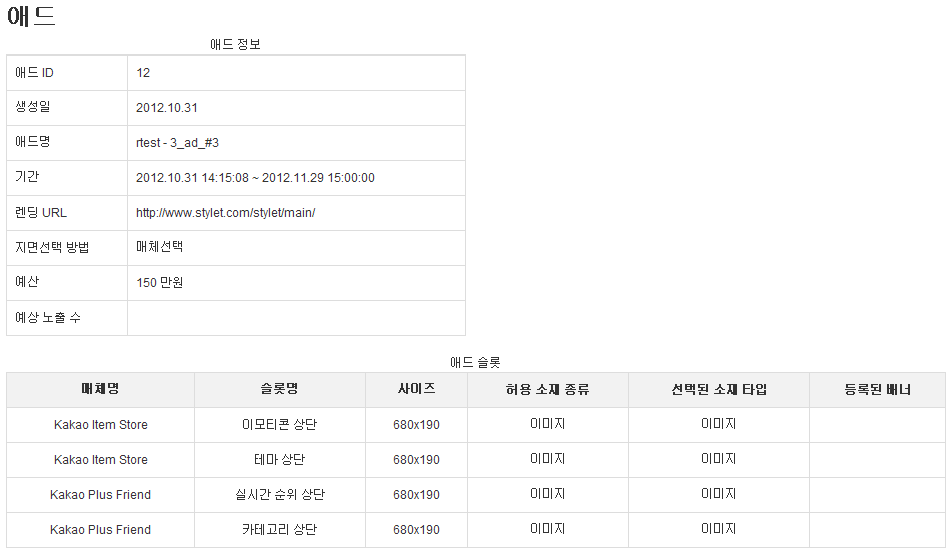 애드
애드 정보
애드 ID 12
생성일 2012.10.31
애드명 rtest - 3_ad_#3
기간 2012.10.31 14:15:08 ~ 2012.11.29 15:00:00
렌딩 URL http://www.stylet.com/stylet/main/
지면선택 방법 매체선택
예산 150 만원
예상 노출 수
애드 슬롯
매체명 슬롯명 사이즈 허용 소재 종류 선택된 소재 타입 등록된 배너
Kakao Item Store 이모티콘 상단 680x190 이미지 이미지
Kakao Item Store 테마 상단 680x190 이미지 이미지
Kakao Plus Friend 실시간 순위 상단 680x190 이미지 이미지
Kakao Plus Friend 카테고리 상단 680x190 이미지 이미지